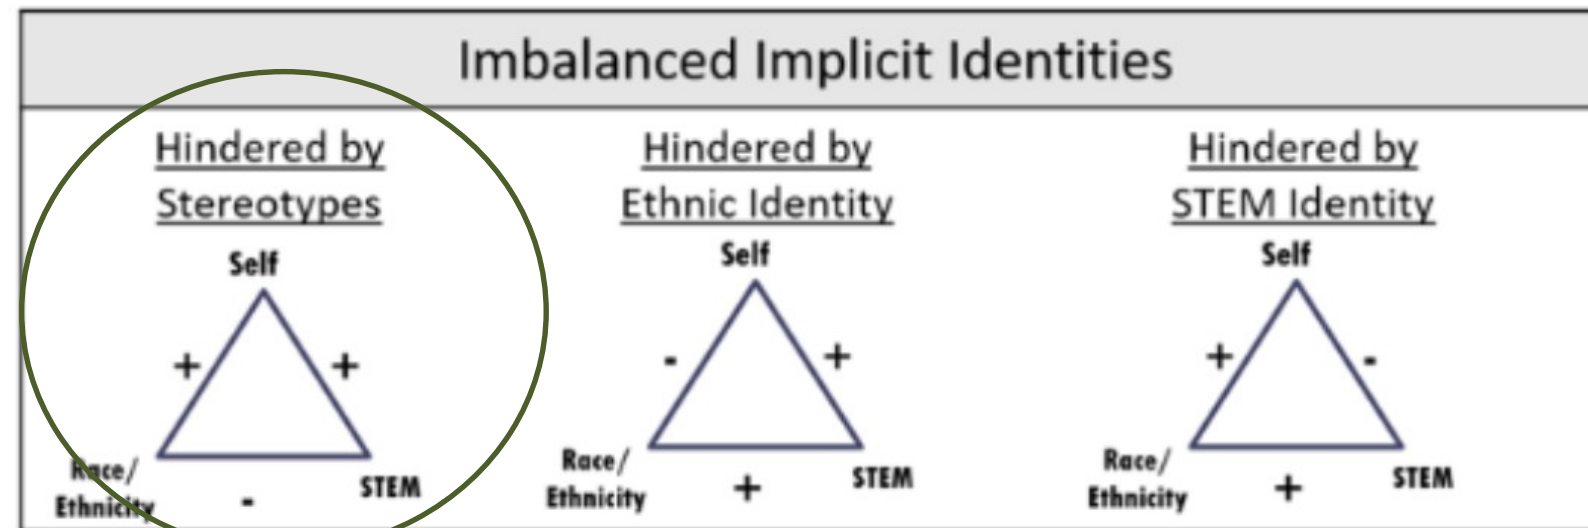 Imbalanced Implicit Identities
Hindered by
Stereotypes
Self
+ +
Race/
Ethnicity
-
STEM
Hindered by
Ethnic Identity
Self
- +
Race/
Ethnicity
+
STEM
Hindered by
STEM Identity
Self
+ -
Race/
Ethnicity
+
STEM